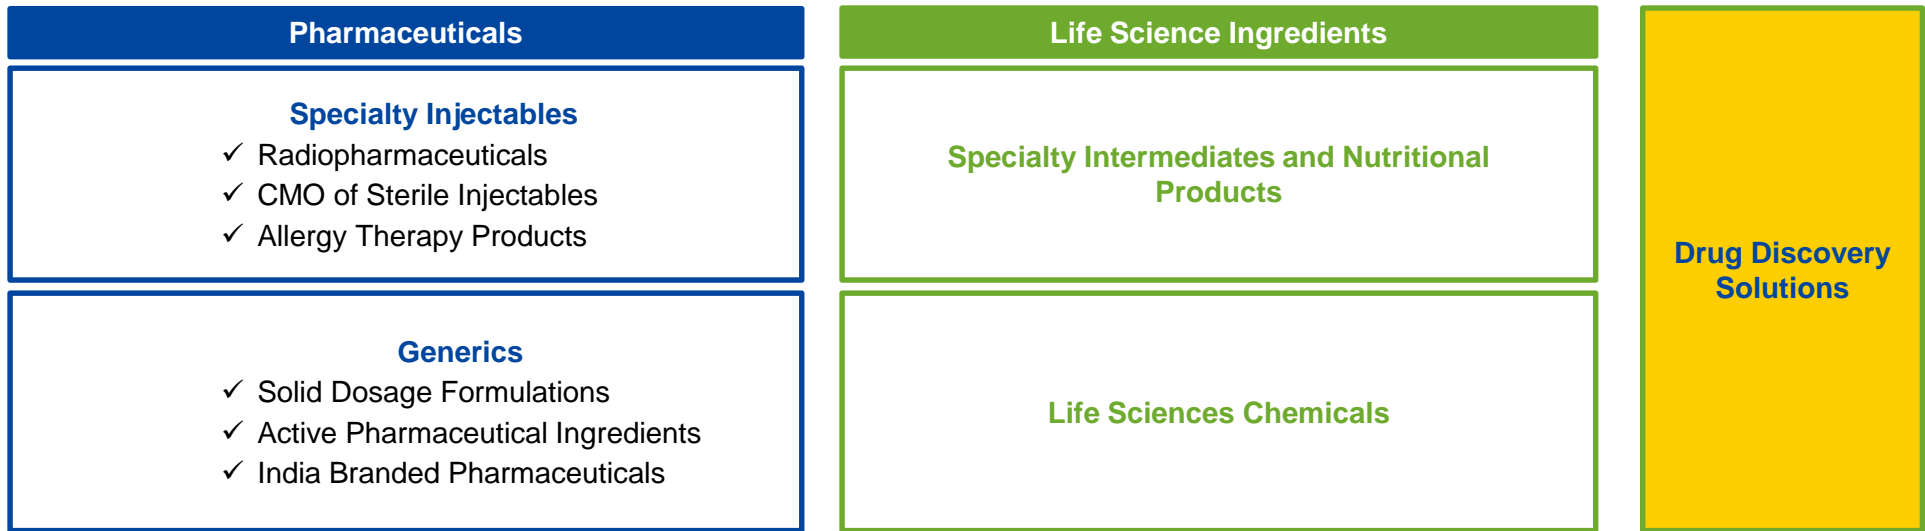 Pharmaceuticals
Specialty Injectables
✓ Radiopharmaceuticals
✓ CMO of Sterile Injectables
✓ Allergy Therapy Products
Generics
✓ Solid Dosage Formulations
✓ Active Pharmaceutical Ingredients
✓ India Branded Pharmaceuticals
Life Science Ingredients
Specialty Intermediates and Nutritional
Products
Life Sciences Chemicals
Drug Discovery
Solutions